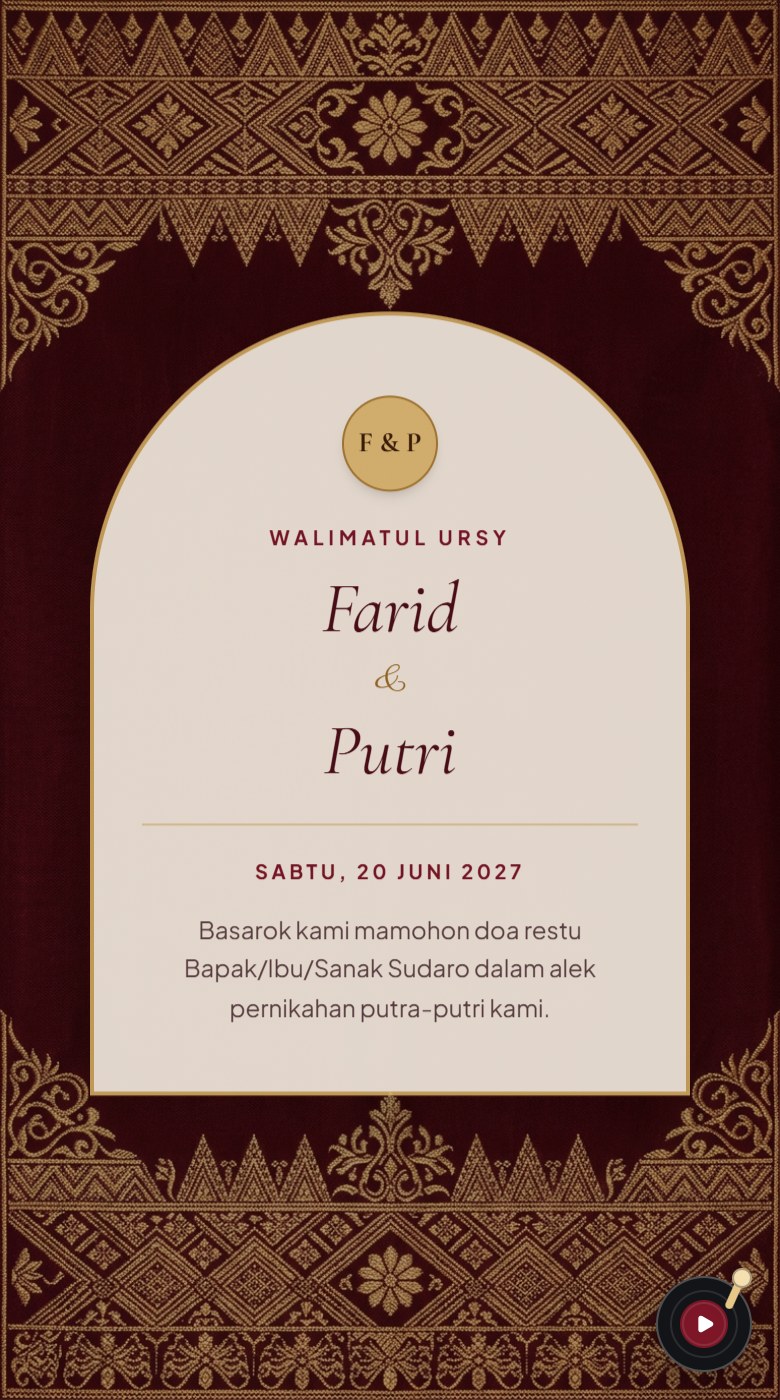 F & P
WALIMATUL URSY
Farid
&
Putri
SABTU, 20 JUNI 2027
Basarok kami mamohon doa restu
Bapak/Ibu/Sanak Sudaro dalam alek
pernikahan putra-putri kami.